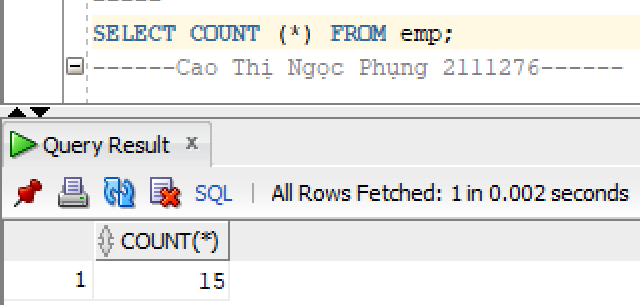 -----
SELECT COUNT (*) FROM emp;
------Cao Thị Ngọc Phụng 2111276------
Query Result x
SQL | All Rows Fetched: 1 in 0.002 seconds
COUNT(*)
1 15